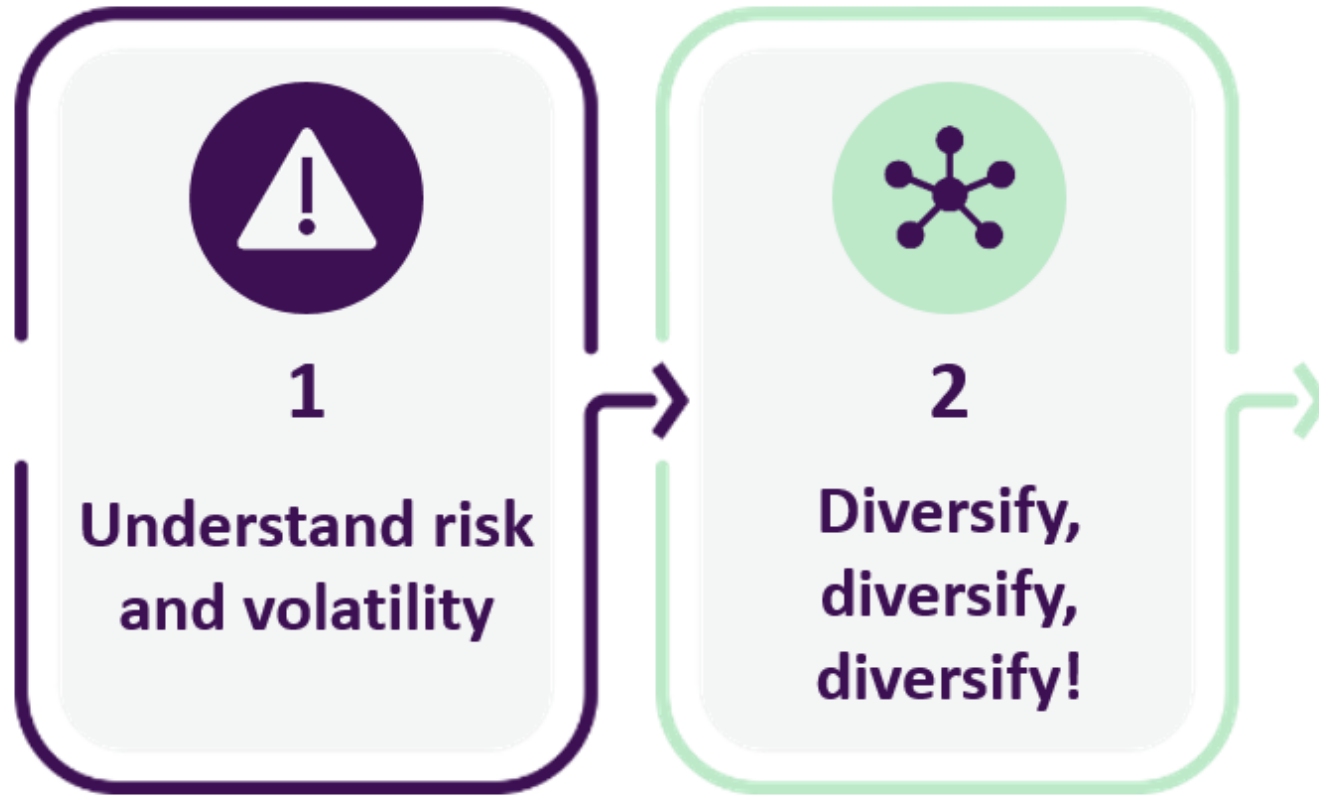 1
Understand risk
and volatility
2
Diversify,
diversify,
diversify!